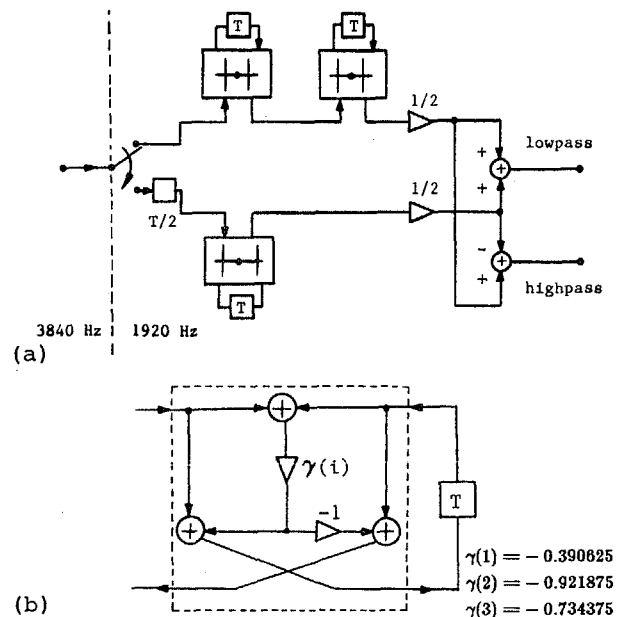 T
T
1/2
lowpass
+
+
+
T/2
1/2
-
+
+
highpass
T
3840 Hz
1920 Hz
(a)
+
γ(i)
-1
+
+
T
γ(1) = - 0.390625
γ(2) = - 0.921875
γ(3) = - 0.734375
(b)